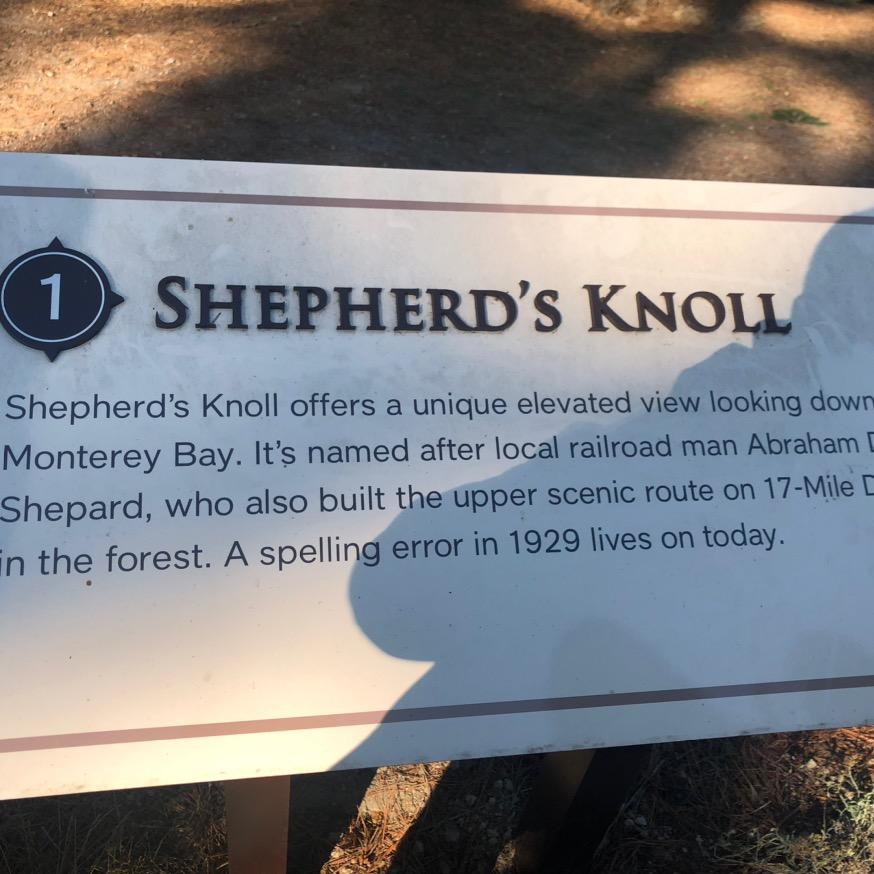 1
SHEPHERD'S KNOLL
Shepherd's Knoll offers a unique elevated view looking down
Monterey Bay. It's named after local railroad man Abraham
Shepard, who also built the upper scenic route on 17-Mile
in the forest. A spelling error in 1929 lives on today.